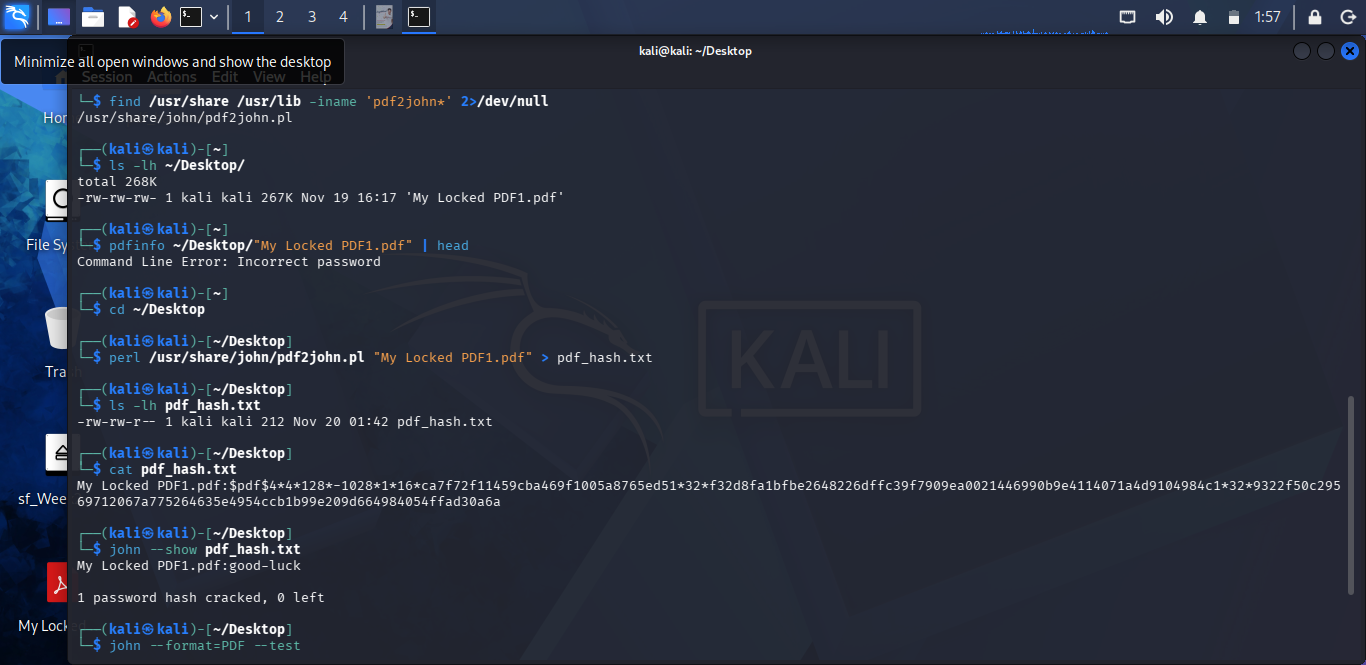 1 2 3 4 1:57
kali@kali: ~/Desktop
Minimize all open windows and show the desktop
Session Actions Edit View Help
└─$ find /usr/share /usr/lib -iname 'pdf2john*' 2>/dev/null
/usr/share/john/pdf2john.pl
┌──(kali㉿kali)-[~]
└─$ ls -lh ~/Desktop/
total 268K
-rw-rw-rw- 1 kali kali 267K Nov 19 16:17 'My Locked PDF1.pdf'
┌──(kali㉿kali)-[~]
└─$ pdfinfo ~/Desktop/"My Locked PDF1.pdf" | head
Command Line Error: Incorrect password
┌──(kali㉿kali)-[~]
└─$ cd ~/Desktop
┌──(kali㉿kali)-[~/Desktop]
└─$ perl /usr/share/john/pdf2john.pl "My Locked PDF1.pdf" > pdf_hash.txt
┌──(kali㉿kali)-[~/Desktop]
└─$ ls -lh pdf_hash.txt
-rw-rw-r-- 1 kali kali 212 Nov 20 01:42 pdf_hash.txt
┌──(kali㉿kali)-[~/Desktop]
└─$ cat pdf_hash.txt
My Locked PDF1.pdf:$pdf$4*4*128*-1028*1*16*ca7f72f11459cba469f1005a8765ed51*32*f32d8fa1bfbe2648226dffc39f7909ea0021446990b9e4114071a4d9104984c1*32*9322f50c295
69712067a775264635e4954ccb1b99e209d664984054ffad30a6a
┌──(kali㉿kali)-[~/Desktop]
└─$ john --show pdf_hash.txt
My Locked PDF1.pdf:good-luck
1 password hash cracked, 0 left
┌──(kali㉿kali)-[~/Desktop]
└─$ john --format=PDF --test
KALI
Hom
File Sy
Trash
sf_Wee
My Lock